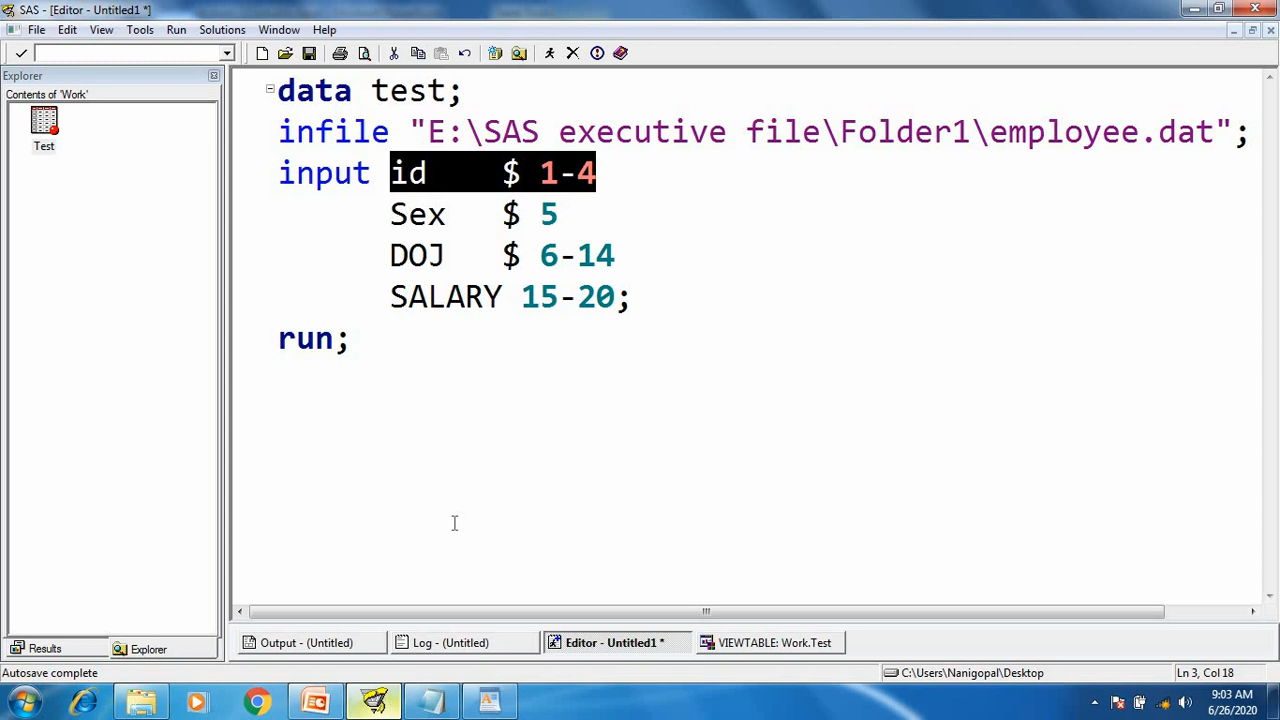 SAS - [Editor - Untitled1 *]
File Edit View Tools Run Solutions Window Help
Explorer
Contents of 'Work'
Test
data test;
infile "E:\SAS executive file\Folder1\employee.dat";
input id $ 1-4
Sex $ 5
DOJ $ 6-14
SALARY 15-20;
run;
Results Explorer
Output - (Untitled) Log - (Untitled) Editor - Untitled1 * VIEWTABLE: Work.Test
Autosave complete C:\Users\Nanigopal\Desktop Ln 3, Col 18
9:03 AM
6/26/2020